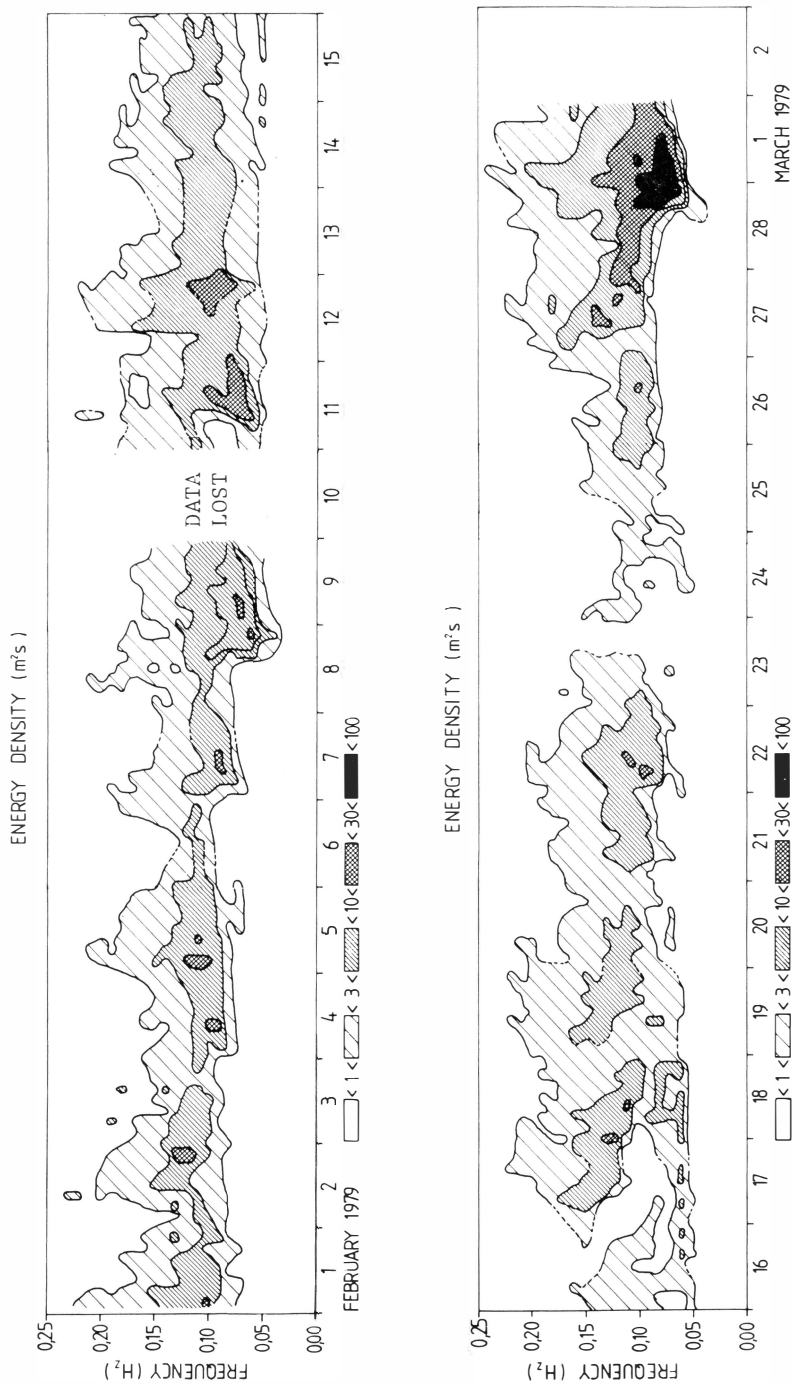 ENERGY DENSITY (m²s)
0,25
0,20
0,15
0,10
0,05
0,00
FREQUENCY (Hz)
DATA
LOST
1 2 3 4 5 6 7 8 9 10 11 12 13 14 15
FEBRUARY 1979
< 1 < < 3 < < 10 < < 30 < < 100
ENERGY DENSITY (m²s)
0,25
0,20
0,15
0,10
0,05
0,00
FREQUENCY (Hz)
16 17 18 19 20 21 22 23 24 25 26 27 28 1 2
MARCH 1979
< 1 < < 3 < < 10 < < 30 < < 100